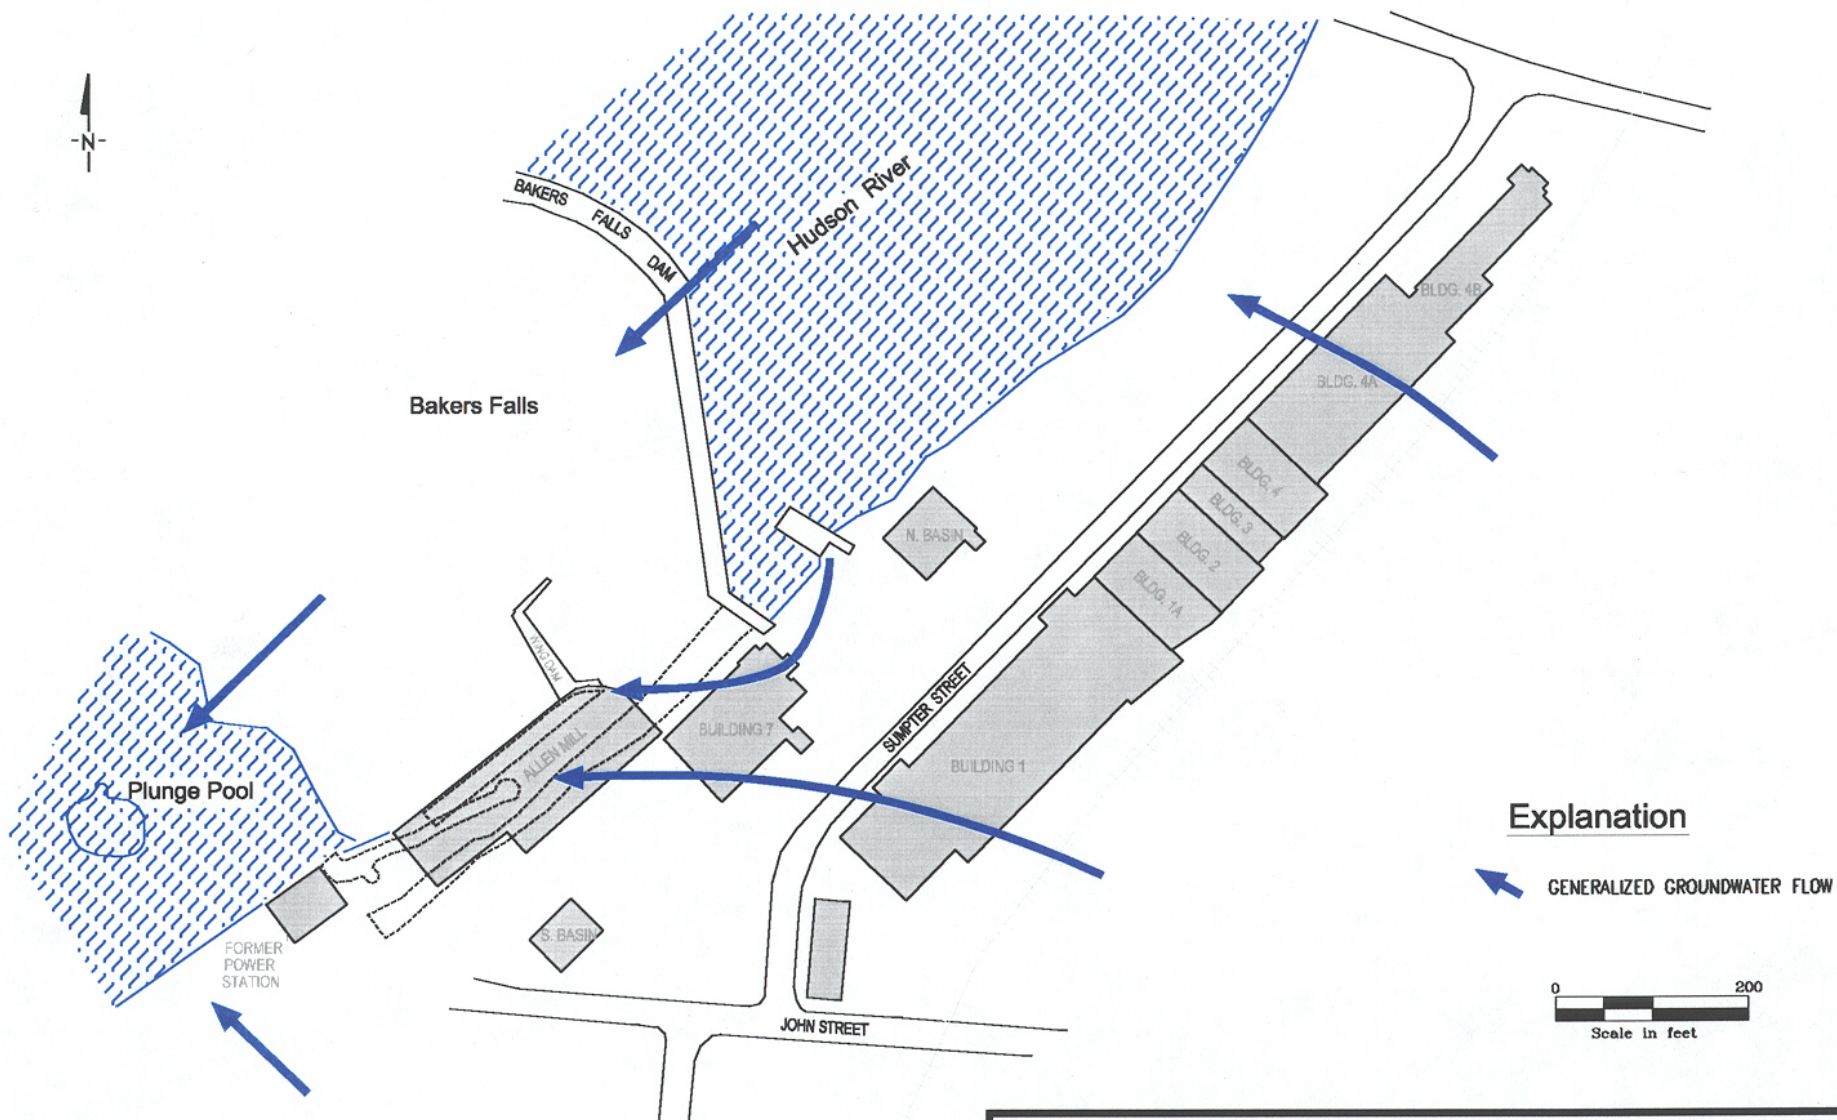 -N-
BAKERS FALLS DAM
Hudson River
Bakers Falls
BLDG. 4B
BLDG. 4A
BLDG. 4
BLDG. 3
BLDG. 2
BLDG. 1A
N. BASIN
WING DAM
SUMPTER STREET
BUILDING 7
ALLEN MILL
BUILDING 1
Plunge Pool
S. BASIN
FORMER
POWER
STATION
JOHN STREET
Explanation
GENERALIZED GROUNDWATER FLOW
0 200
Scale in feet